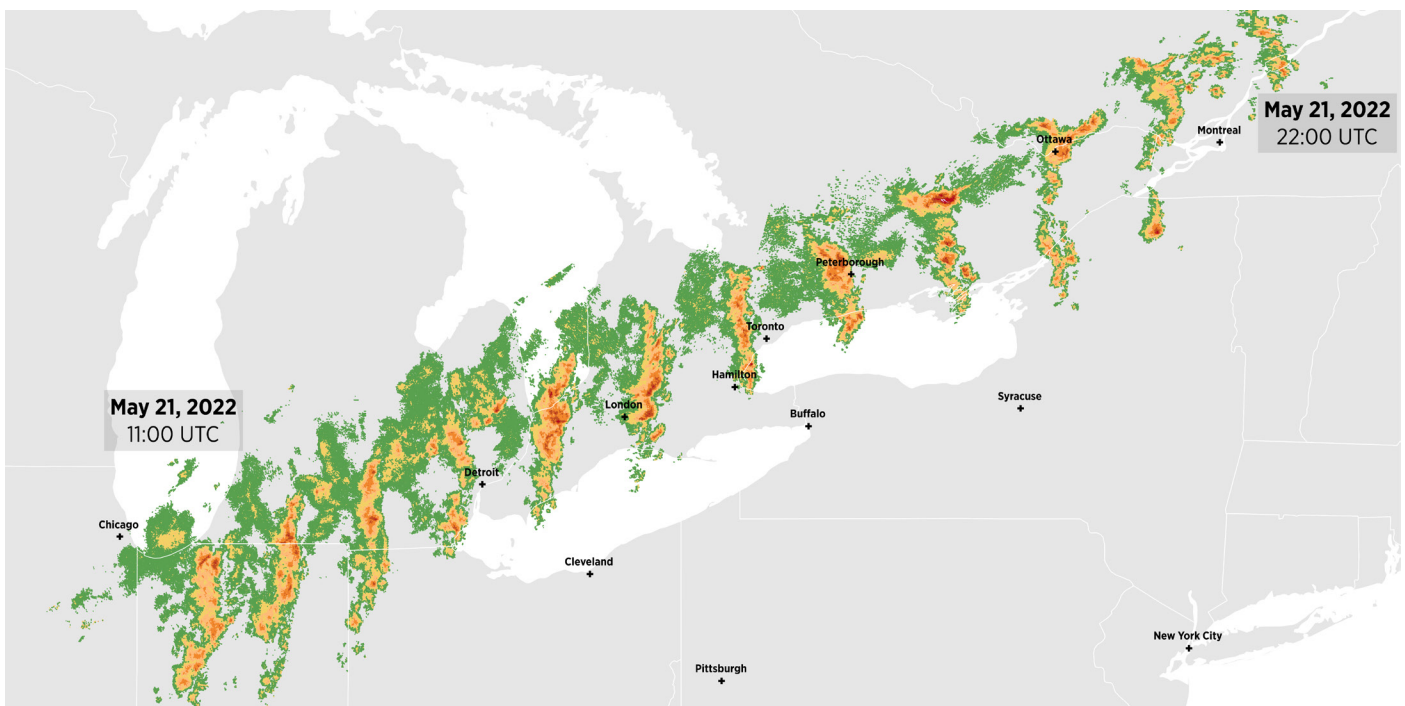 May 21, 2022
22:00 UTC
Montreal
Ottawa
Peterborough
Toronto
Hamilton
May 21, 2022
11:00 UTC
London
Buffalo
Syracuse
Detroit
Chicago
Cleveland
New York City
Pittsburgh